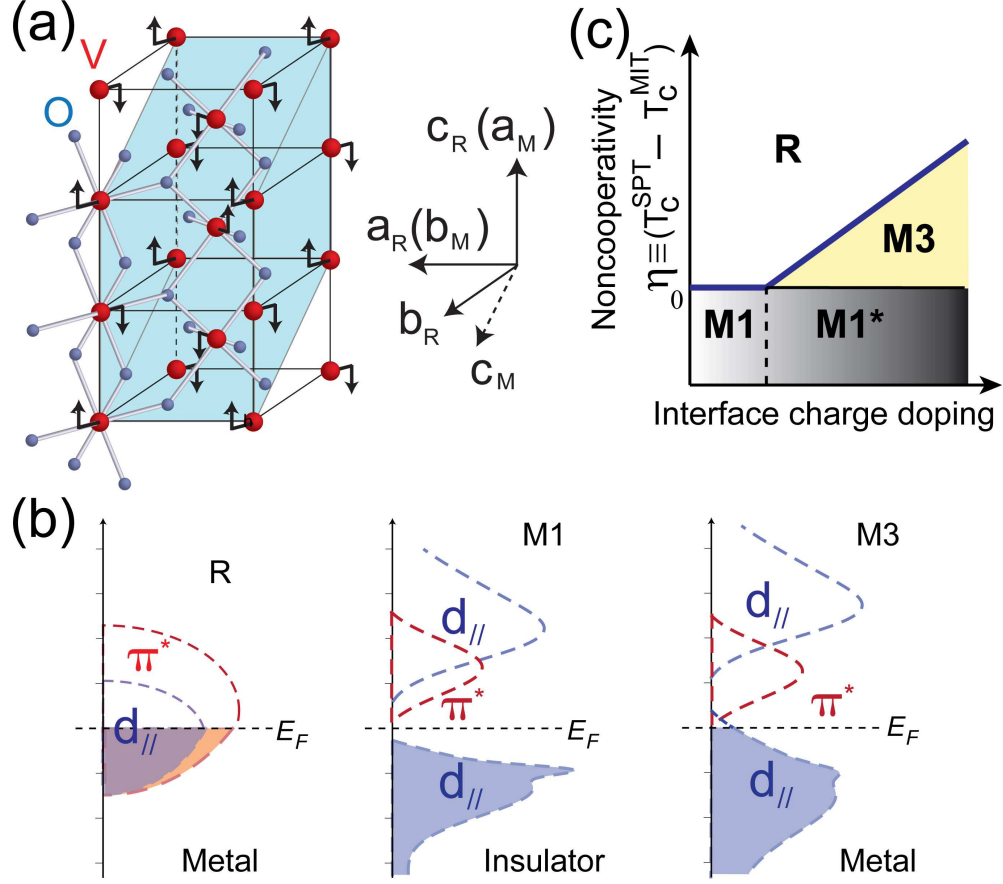 (a)
V
O
c_R (a_M)
a_R(b_M)
b_R
c_M
(c)
Noncooperativity
η ≡ (T_C^SPT − T_C^MIT)
R
M3
0
M1
M1*
Interface charge doping
(b)
R
π*
d//
E_F
Metal
M1
d//
π*
E_F
d//
Insulator
M3
d//
π*
E_F
d//
Metal